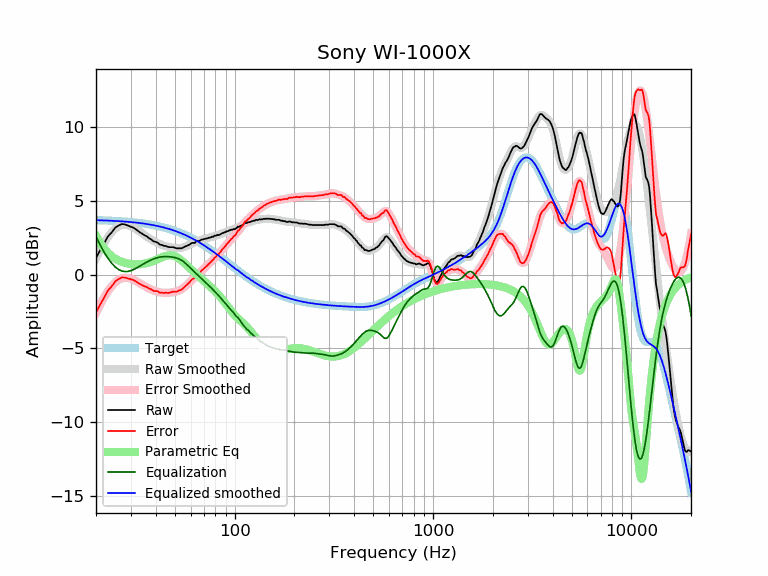 Sony WI-1000X
Amplitude (dBr)
10
5
0
−5
−10
−15
Target
Raw Smoothed
Error Smoothed
Raw
Error
Parametric Eq
Equalization
Equalized smoothed
100
1000
10000
Frequency (Hz)